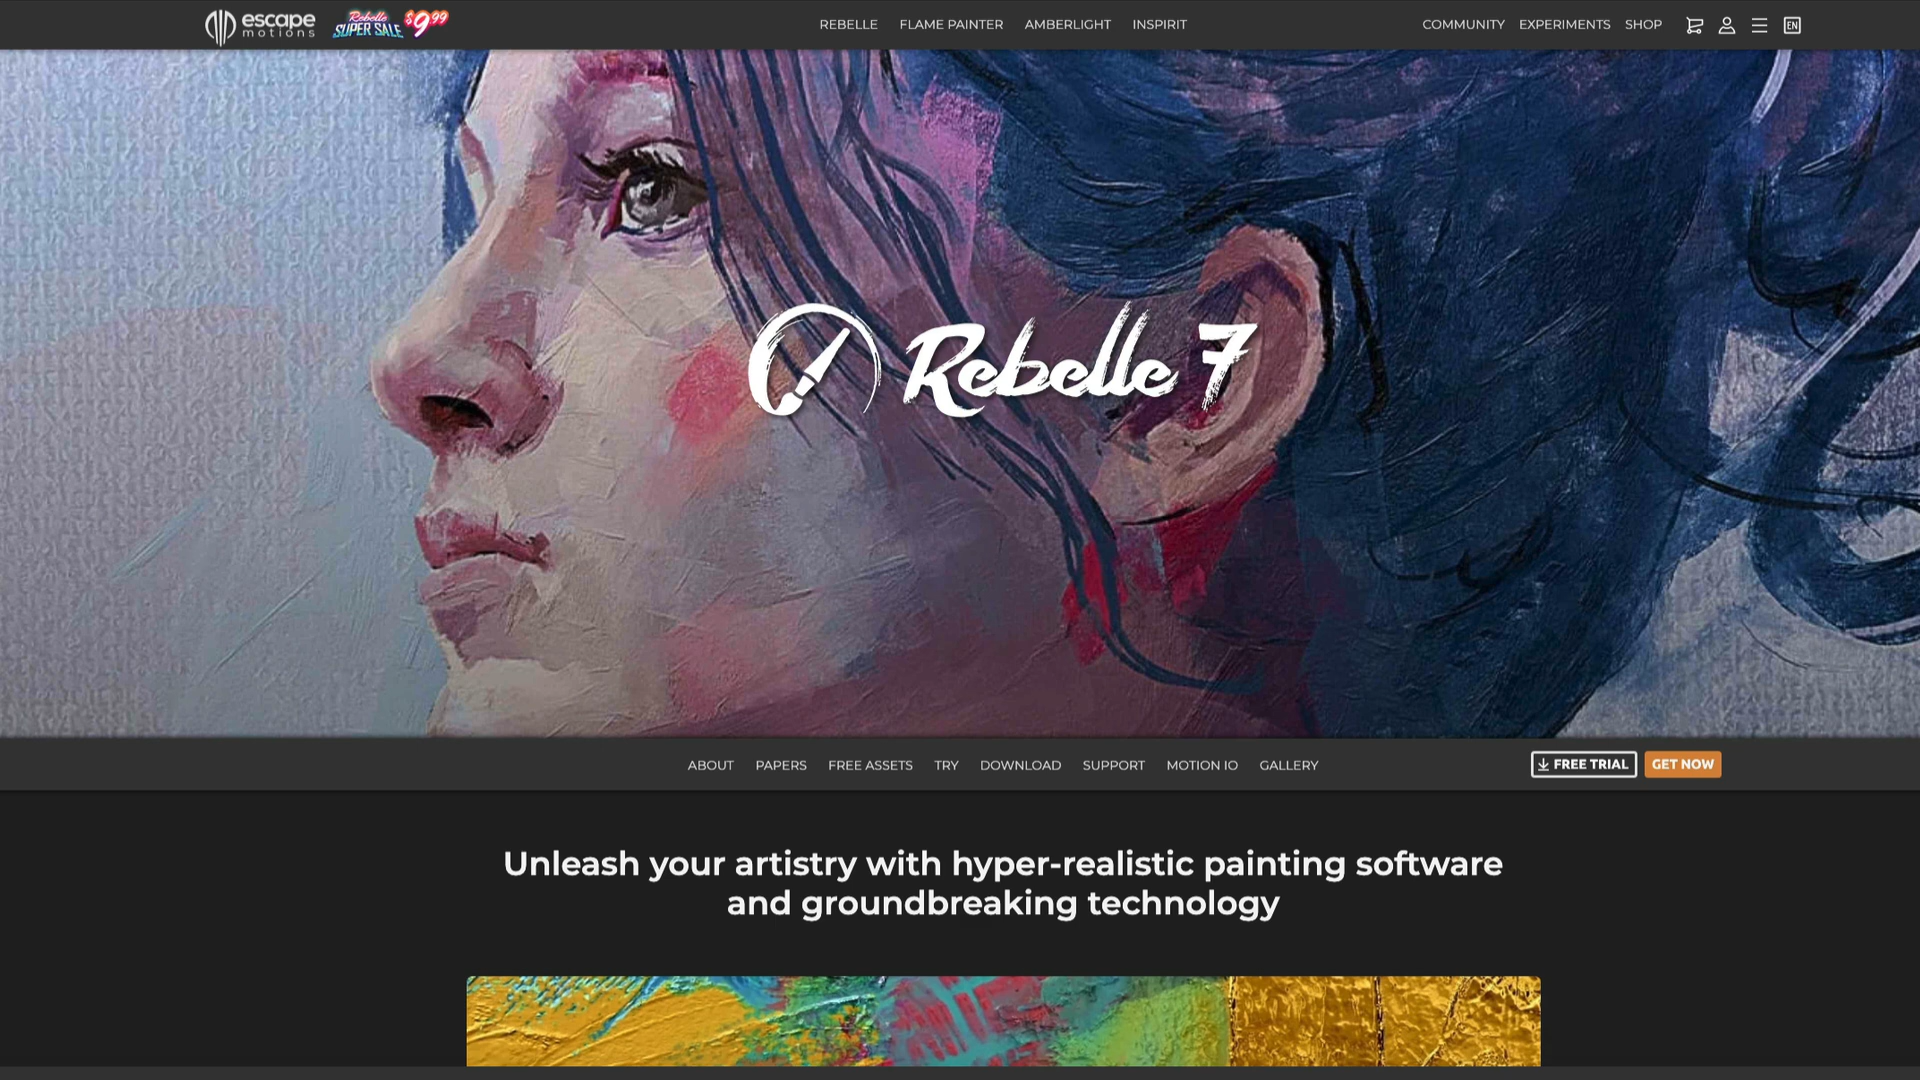 escape
motions
Rebelle
SUPER SALE
$9.99
REBELLE
FLAME PAINTER
AMBERLIGHT
INSPIRIT
COMMUNITY
EXPERIMENTS
SHOP
EN
Rebelle 7
ABOUT
PAPERS
FREE ASSETS
TRY
DOWNLOAD
SUPPORT
MOTION IO
GALLERY
FREE TRIAL
GET NOW
Unleash your artistry with hyper-realistic painting software
and groundbreaking technology